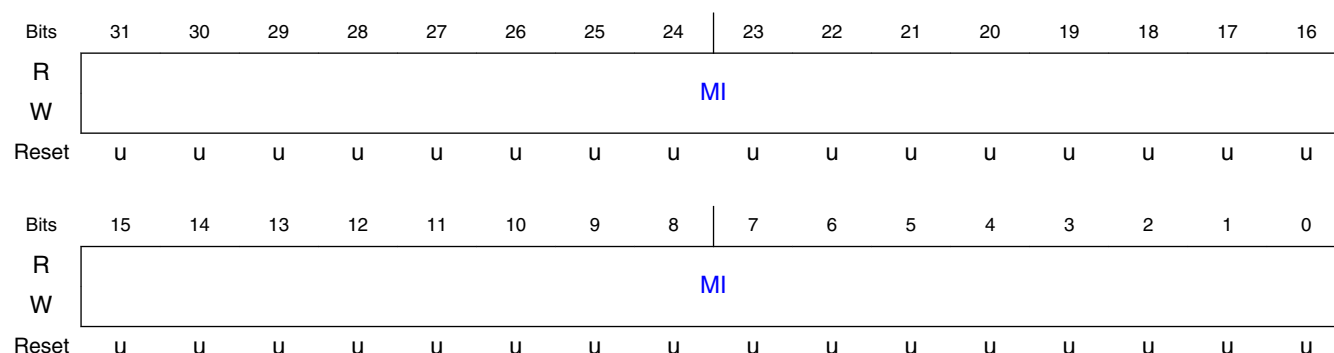 Bits 31 30 29 28 27 26 25 24 23 22 21 20 19 18 17 16
R
MI
W
Reset u u u u u u u u u u u u u u u u
Bits 15 14 13 12 11 10 9 8 7 6 5 4 3 2 1 0
R
MI
W
Reset u u u u u u u u u u u u u u u u